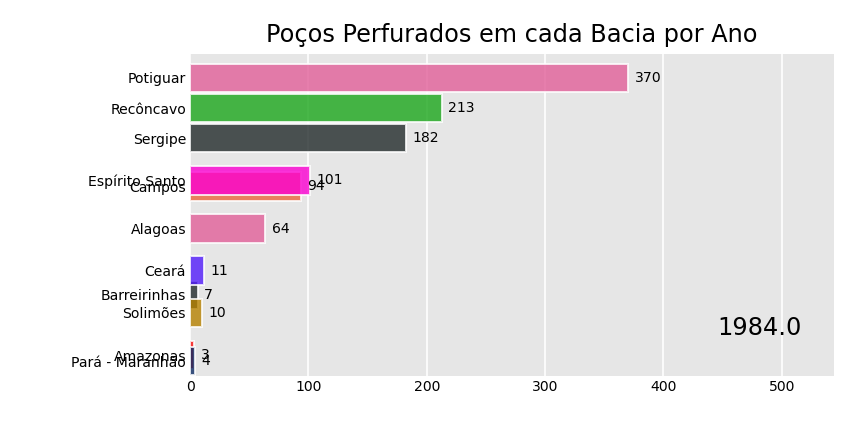 Poços Perfurados em cada Bacia por Ano
Potiguar 370
Recôncavo 213
Sergipe 182
Espírito Santo 101
Campos 94
Alagoas 64
Ceará 11
Barreirinhas 7
Solimões 10
1984.0
Amazonas 3
Pará - Maranhão 4
0 100 200 300 400 500